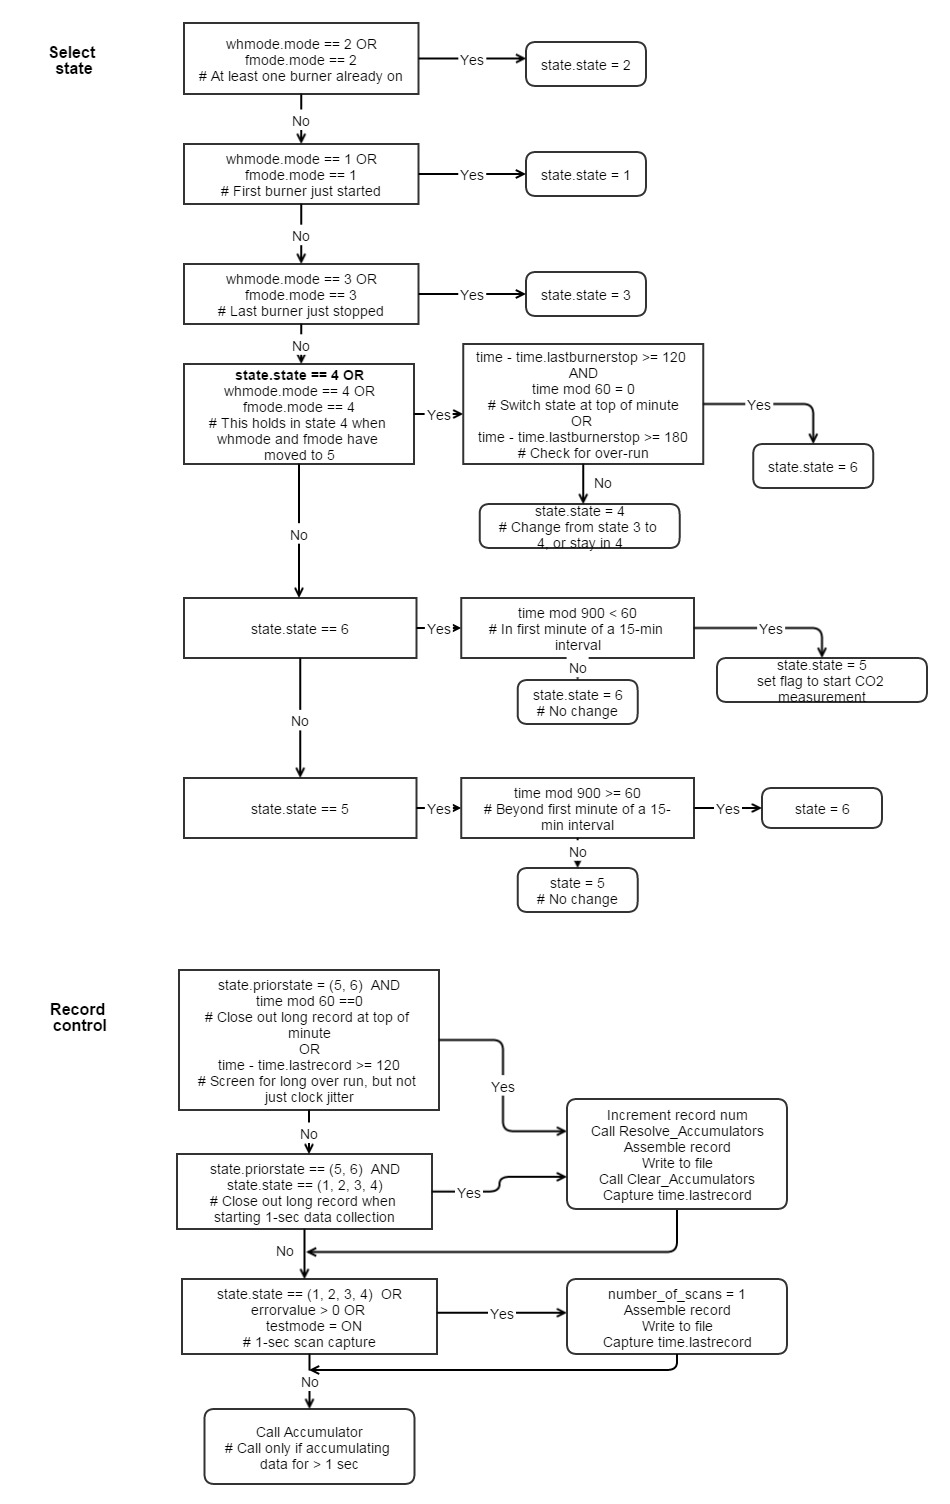 Select
state
whmode.mode == 2 OR
fmode.mode == 2
# At least one burner already on
Yes
state.state = 2
No
whmode.mode == 1 OR
fmode.mode == 1
# First burner just started
Yes
state.state = 1
No
whmode.mode == 3 OR
fmode.mode == 3
# Last burner just stopped
Yes
state.state = 3
No
state.state == 4 OR
whmode.mode == 4 OR
fmode.mode == 4
# This holds in state 4 when
whmode and fmode have
moved to 5
Yes
time - time.lastburnerstop >= 120
AND
time mod 60 = 0
# Switch state at top of minute
OR
time - time.lastburnerstop >= 180
# Check for over-run
Yes
state.state = 6
No
state.state = 4
# Change from state 3 to
4, or stay in 4
No
state.state == 6
Yes
time mod 900 < 60
# In first minute of a 15-min
interval
Yes
state.state = 5
set flag to start CO2
measurement
No
state.state = 6
# No change
No
state.state == 5
Yes
time mod 900 >= 60
# Beyond first minute of a 15-
min interval
Yes
state = 6
No
state = 5
# No change
Record
control
state.priorstate = (5, 6)  AND
time mod 60 ==0
# Close out long record at top of
minute
OR
time - time.lastrecord >= 120
# Screen for long over run, but not
just clock jitter
Yes
Increment record num
Call Resolve_Accumulators
Assemble record
Write to file
Call Clear_Accumulators
Capture time.lastrecord
No
state.priorstate == (5, 6)  AND
state.state == (1, 2, 3, 4)
# Close out long record when
starting 1-sec data collection
Yes
No
state.state == (1, 2, 3, 4)  OR
errorvalue > 0 OR
testmode = ON
# 1-sec scan capture
Yes
number_of_scans = 1
Assemble record
Write to file
Capture time.lastrecord
No
Call Accumulator
# Call only if accumulating
data for > 1 sec